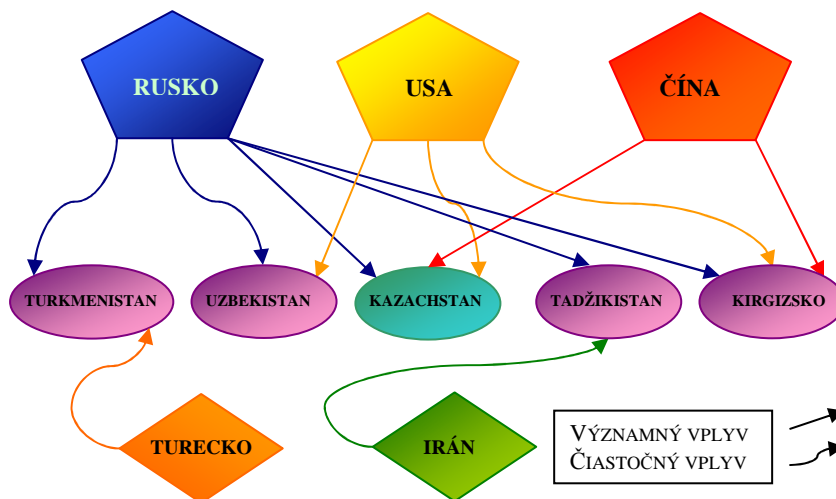 RUSKO
USA
ČÍNA
TURKMENISTAN
UZBEKISTAN
KAZACHSTAN
TADŽIKISTAN
KIRGIZSKO
TURECKO
IRÁN
VÝZNAMNÝ VPLYV
ČIASTOČNÝ VPLYV